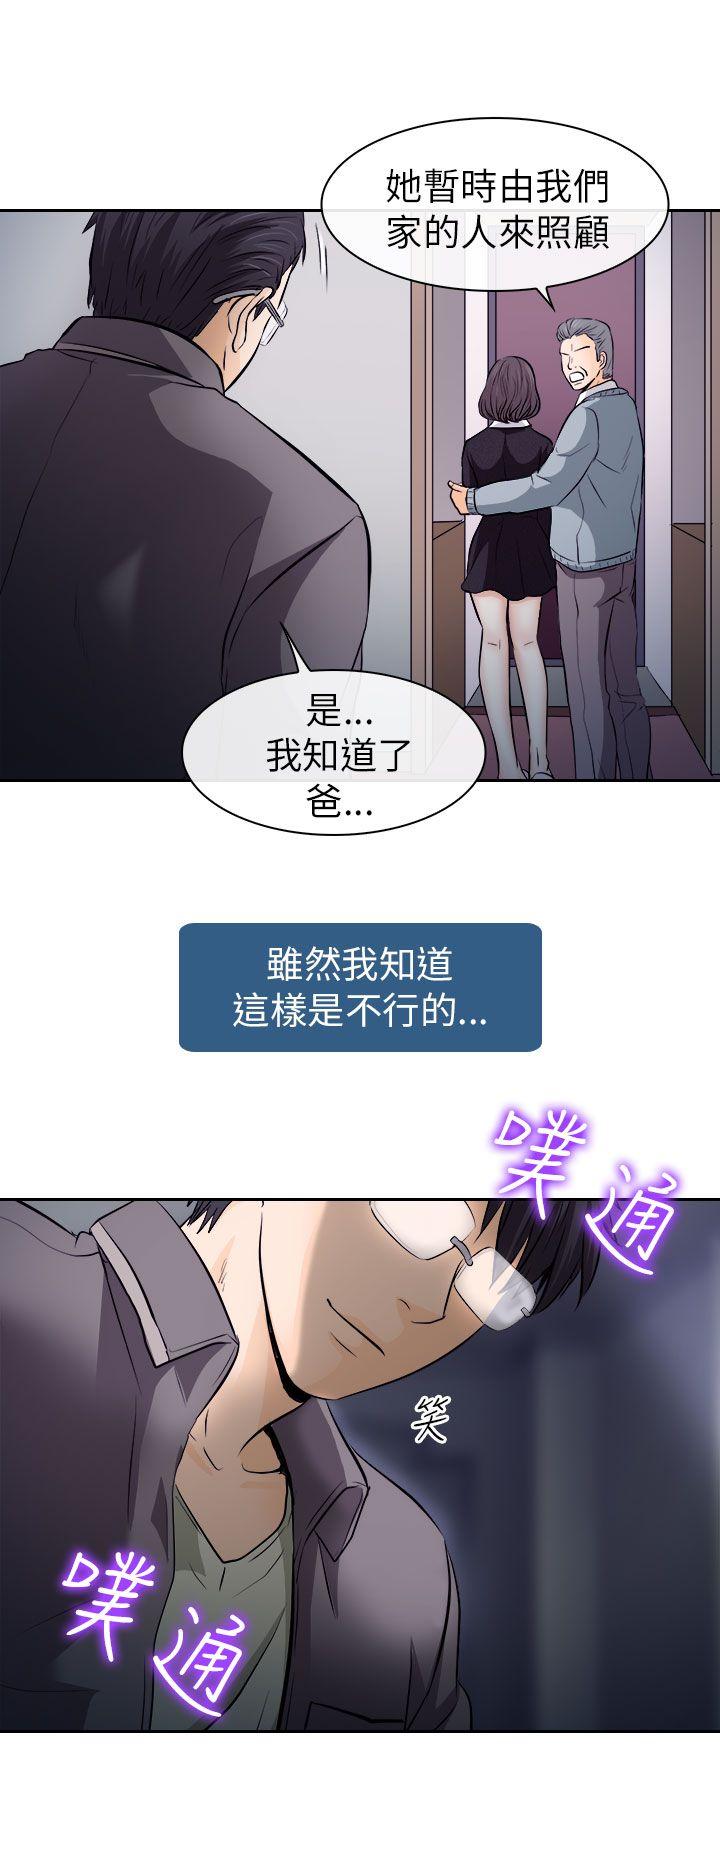 她暫時由我們
家的人來照顧
是...
我知道了
爸...
雖然我知道
這樣是不行的...
噗通
笑
噗通